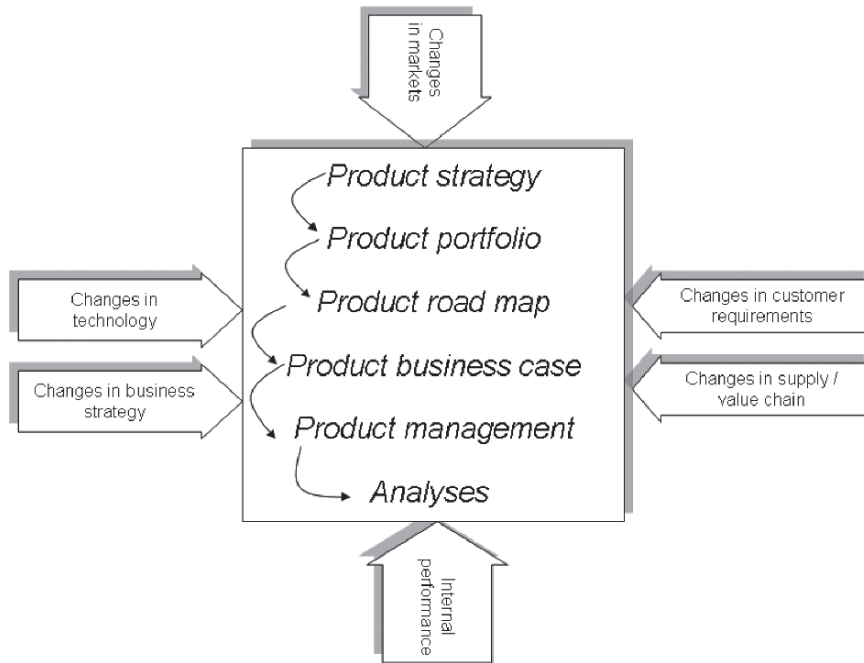 Changes
in markets
Product strategy
Product portfolio
Product road map
Product business case
Product management
Analyses
Changes in
technology
Changes in business
strategy
Changes in customer
requirements
Changes in supply /
value chain
Internal
performance